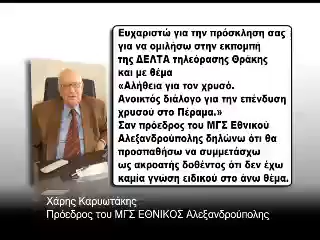 Ευχαριστώ για την πρόσκληση σας
για να ομιλήσω στην εκπομπή
της ΔΕΛΤΑ τηλεόρασης Θράκης
και με θέμα
«Αλήθεια για τον χρυσό.
Ανοικτός διάλογο για την επένδυση
χρυσού στο Πέραμα.»
Σαν πρόεδρος του ΜΓΣ Εθνικού
Αλεξανδρούπολης δηλώνω ότι θα
προσπαθήσω να συμμετάσχω
ως ακροατής δοθέντος ότι δεν έχω
καμία γνώση ειδικού στο άνω θέμα.
Χάρης Καρυωτάκης
Πρόεδρος του ΜΓΣ ΕΘΝΙΚΟΣ Αλεξανδρούπολης